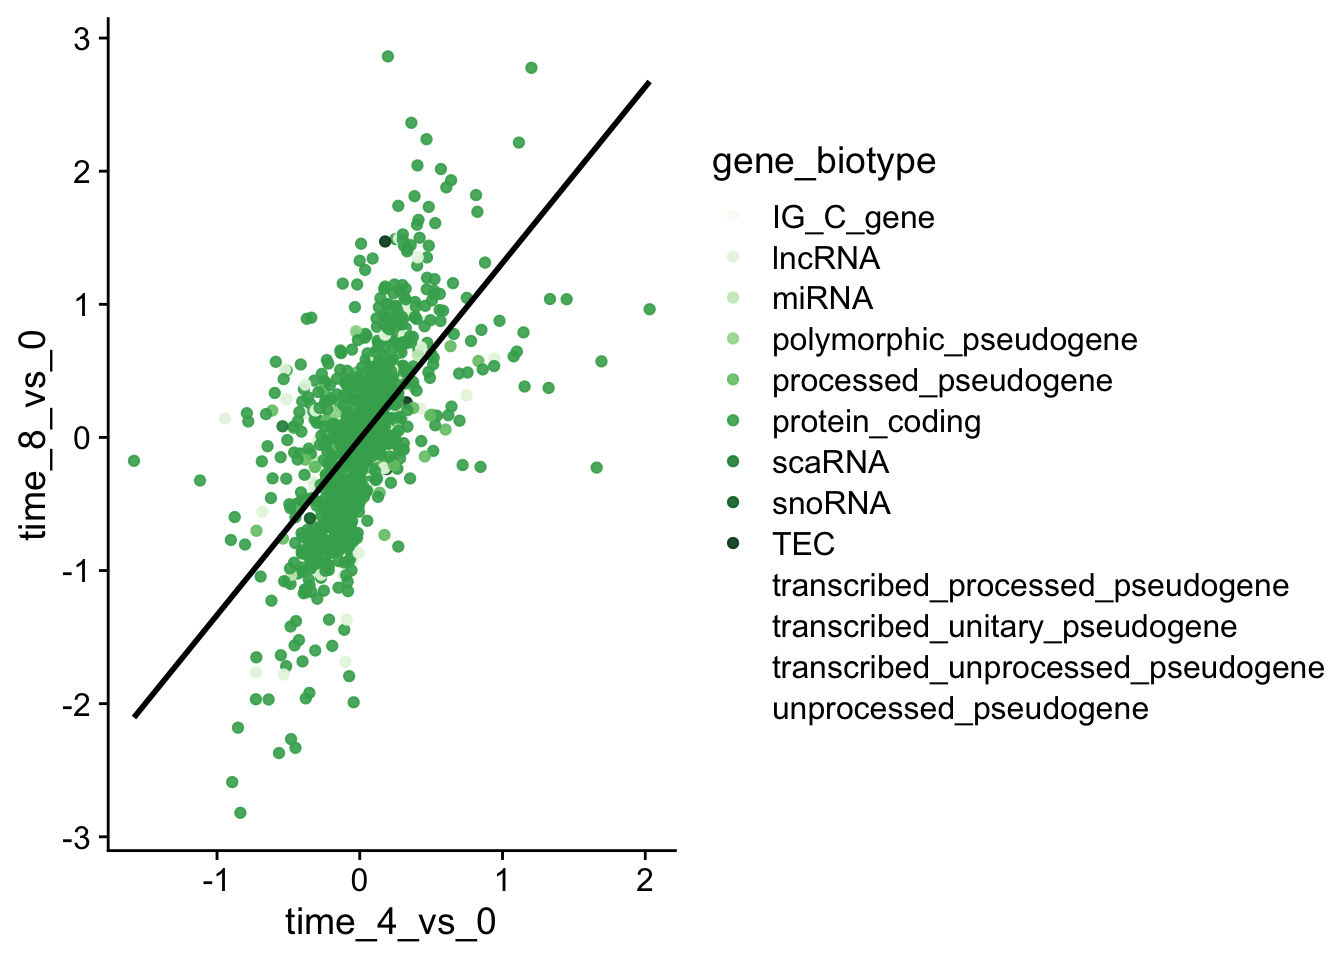 3
2
1
0
-1
-2
-3
time_8_vs_0
-1
0
1
2
time_4_vs_0
gene_biotype
IG_C_gene
lncRNA
miRNA
polymorphic_pseudogene
processed_pseudogene
protein_coding
scaRNA
snoRNA
TEC
transcribed_processed_pseudogene
transcribed_unitary_pseudogene
transcribed_unprocessed_pseudogene
unprocessed_pseudogene